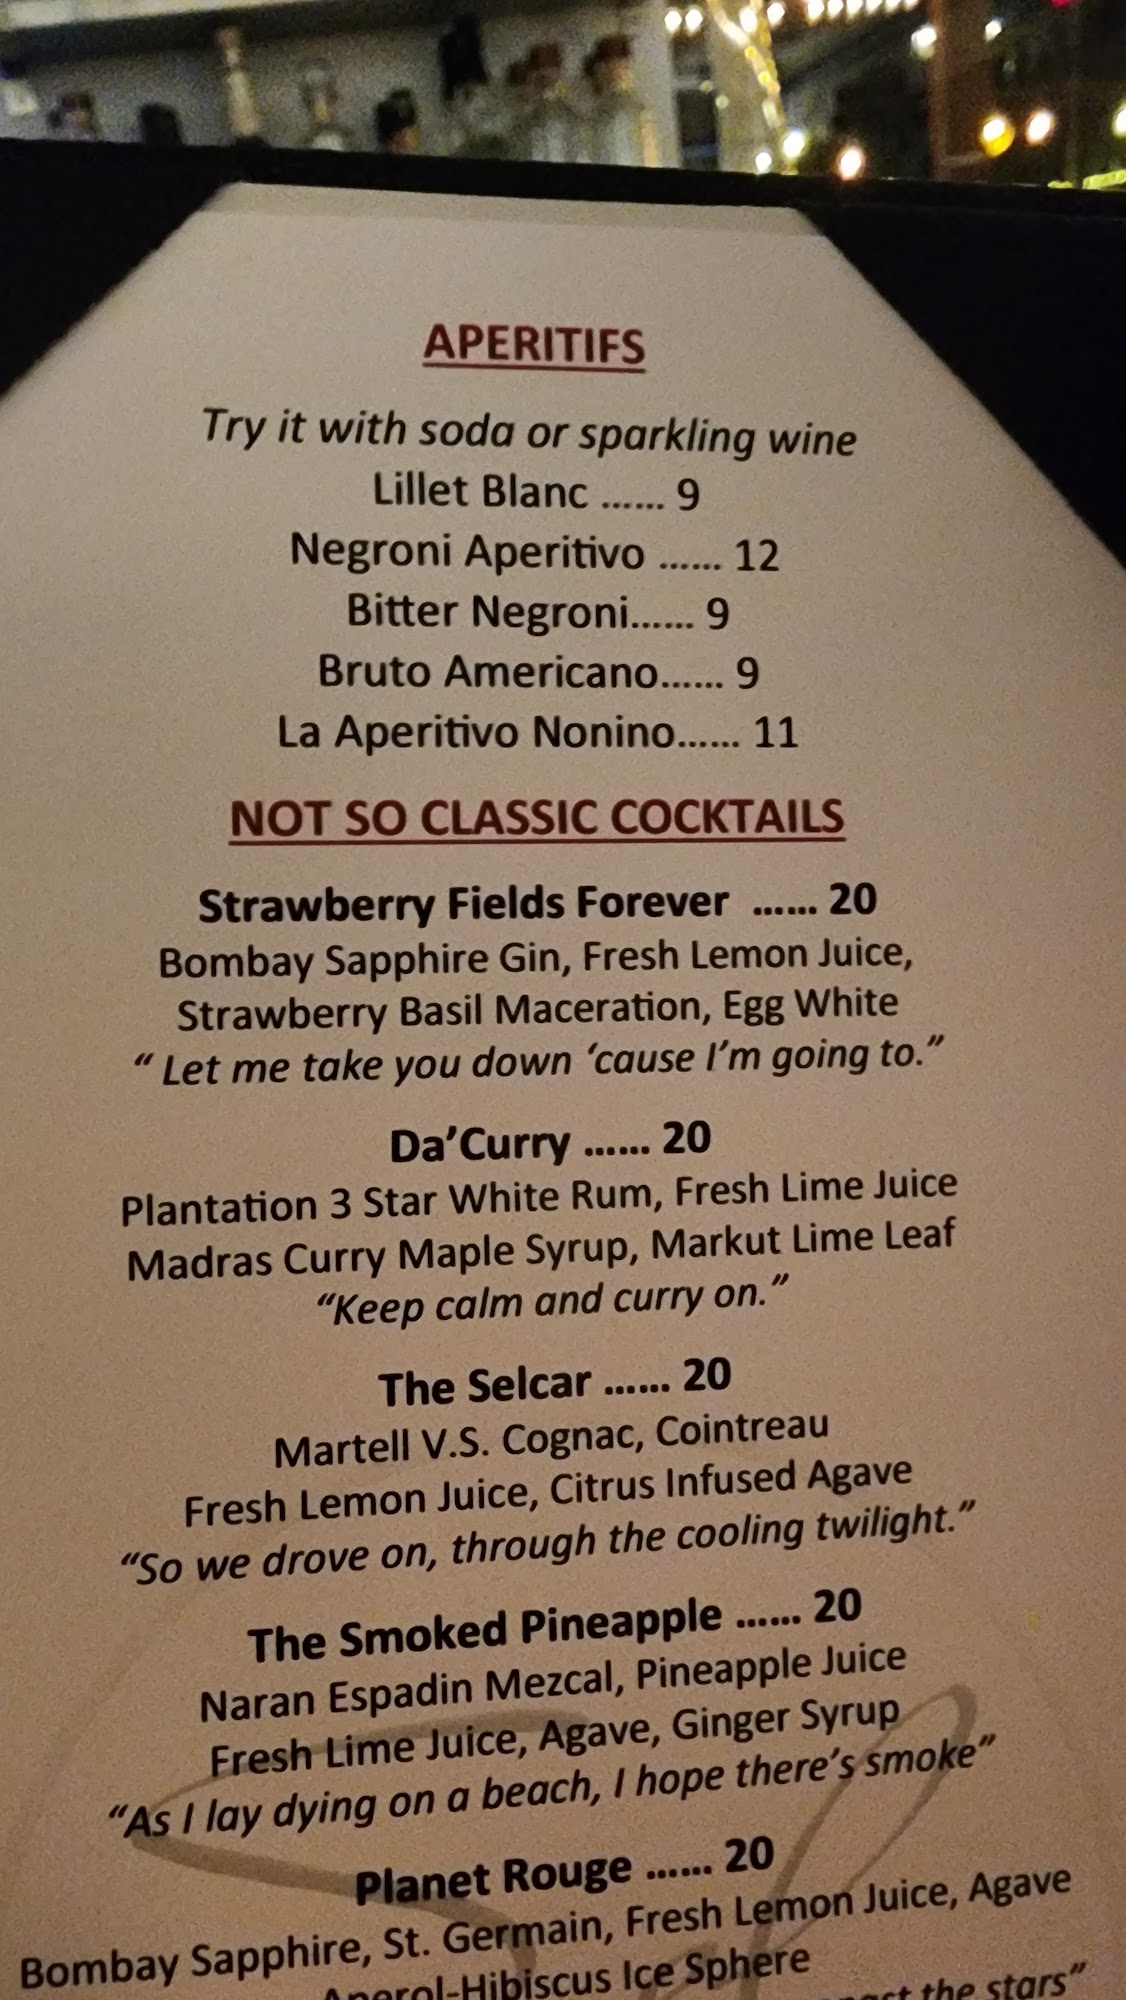 APERITIFS
Try it with soda or sparkling wine
Lillet Blanc ...... 9
Negroni Aperitivo ...... 12
Bitter Negroni...... 9
Bruto Americano...... 9
La Aperitivo Nonino...... 11
NOT SO CLASSIC COCKTAILS
Strawberry Fields Forever ...... 20
Bombay Sapphire Gin, Fresh Lemon Juice,
Strawberry Basil Maceration, Egg White
“ Let me take you down ‘cause I’m going to.”
Da’Curry ...... 20
Plantation 3 Star White Rum, Fresh Lime Juice
Madras Curry Maple Syrup, Markut Lime Leaf
“Keep calm and curry on.”
The Selcar ...... 20
Martell V.S. Cognac, Cointreau
Fresh Lemon Juice, Citrus Infused Agave
“So we drove on, through the cooling twilight.”
The Smoked Pineapple ...... 20
Naran Espadin Mezcal, Pineapple Juice
Fresh Lime Juice, Agave, Ginger Syrup
“As I lay dying on a beach, I hope there’s smoke”
Planet Rouge ...... 20
Bombay Sapphire, St. Germain, Fresh Lemon Juice, Agave
Aperol-Hibiscus Ice Sphere
the stars”